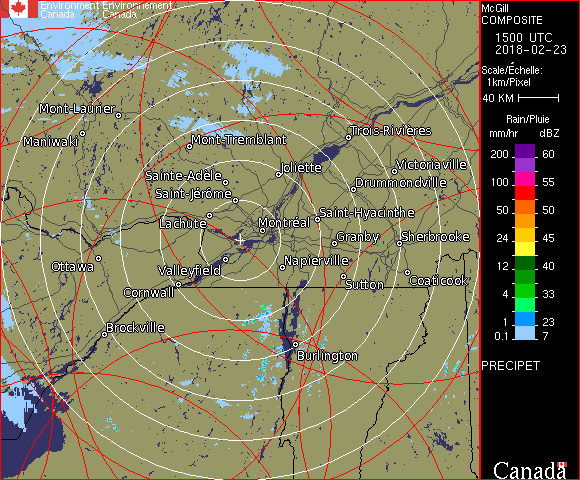 Environment Environnement
Canada Canada
McGill
COMPOSITE
1500 UTC
2018-02-23
Scale/Échelle:
1km/Pixel
40 KM
Rain/Pluie
mm/hr dBZ
200 60
150 57
100 55
50 50
24 45
12 40
4 33
1 23
0.1 7
PRECIPET
Canada
Mont-Laurier
Maniwaki
Mont-Tremblant
Trois-Rivières
Joliette
Victoriaville
Sainte-Adèle
Drummondville
Saint-Jérôme
Saint-Hyacinthe
Lachute
Montréal
Granby
Sherbrooke
Ottawa
Valleyfield
Napierville
Cornwall
Sutton
Coaticook
Brockville
Burlington